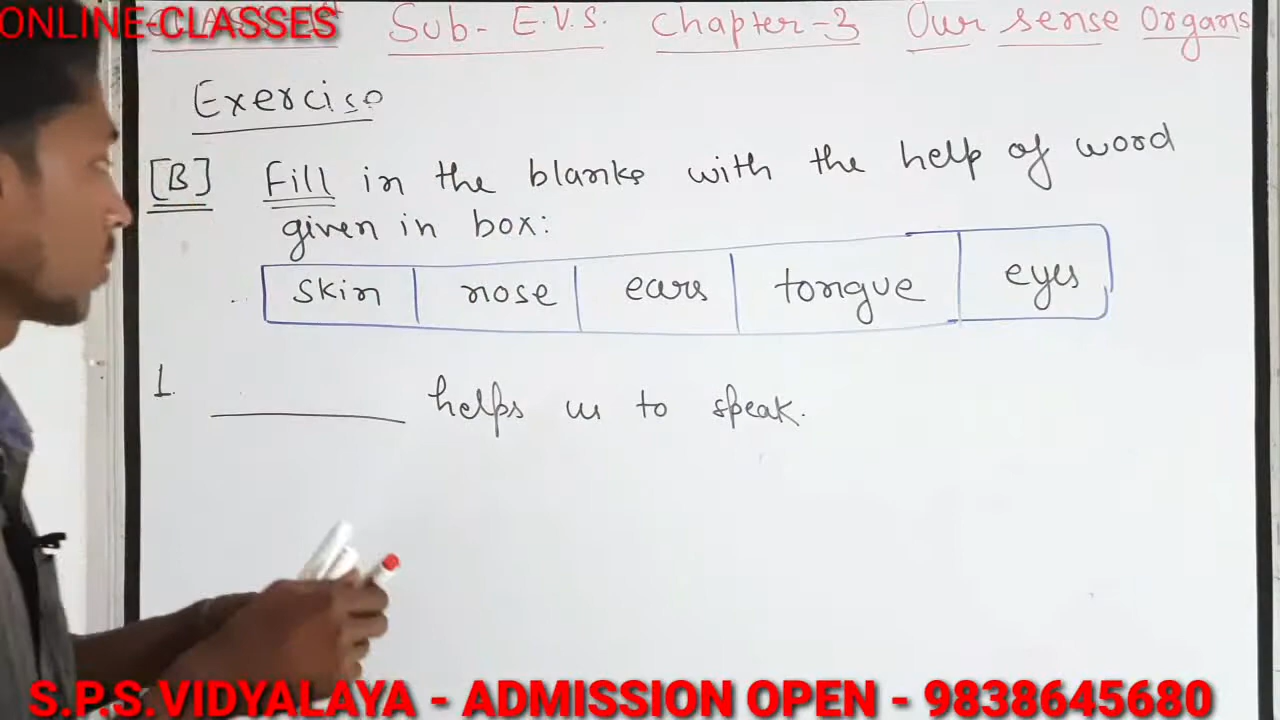 ONLINE-CLASSES Sub- E.V.S. Chapter-3 Our sense Organs
Exercise
[B] Fill in the blanks with the help of word
given in box:
skin nose ears tongue eyes
1. ________ helps us to speak.
S.P.S.VIDYALAYA - ADMISSION OPEN - 9838645680